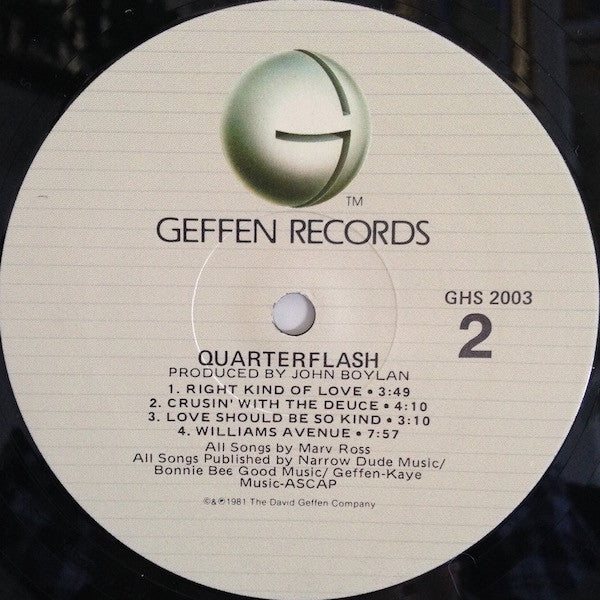 TM
GEFFEN RECORDS
GHS 2003
2
QUARTERFLASH
PRODUCED BY JOHN BOYLAN
1. RIGHT KIND OF LOVE • 3:49
2. CRUSIN' WITH THE DEUCE • 4:10
3. LOVE SHOULD BE SO KIND • 3:10
4. WILLIAMS AVENUE • 7:57
All Songs by Marv Ross
All Songs Published by Narrow Dude Music/
Bonnie Bee Good Music/ Geffen-Kaye
Music-ASCAP
©&℗1981 The David Geffen Company